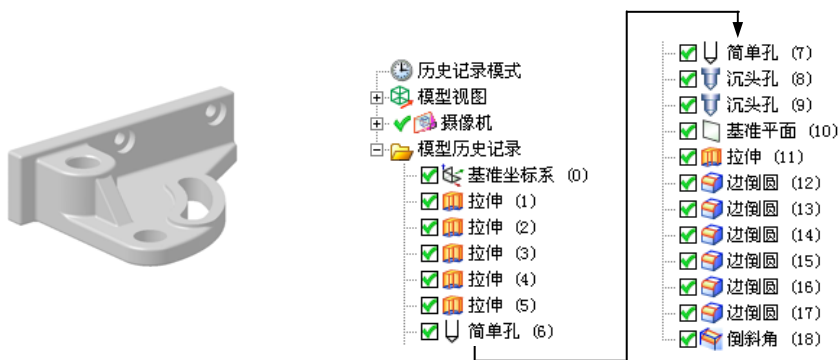 历史记录模式
模型视图
摄像机
模型历史记录
基准坐标系 (0)
拉伸 (1)
拉伸 (2)
拉伸 (3)
拉伸 (4)
拉伸 (5)
简单孔 (6)
简单孔 (7)
沉头孔 (8)
沉头孔 (9)
基准平面 (10)
拉伸 (11)
边倒圆 (12)
边倒圆 (13)
边倒圆 (14)
边倒圆 (15)
边倒圆 (16)
边倒圆 (17)
倒斜角 (18)